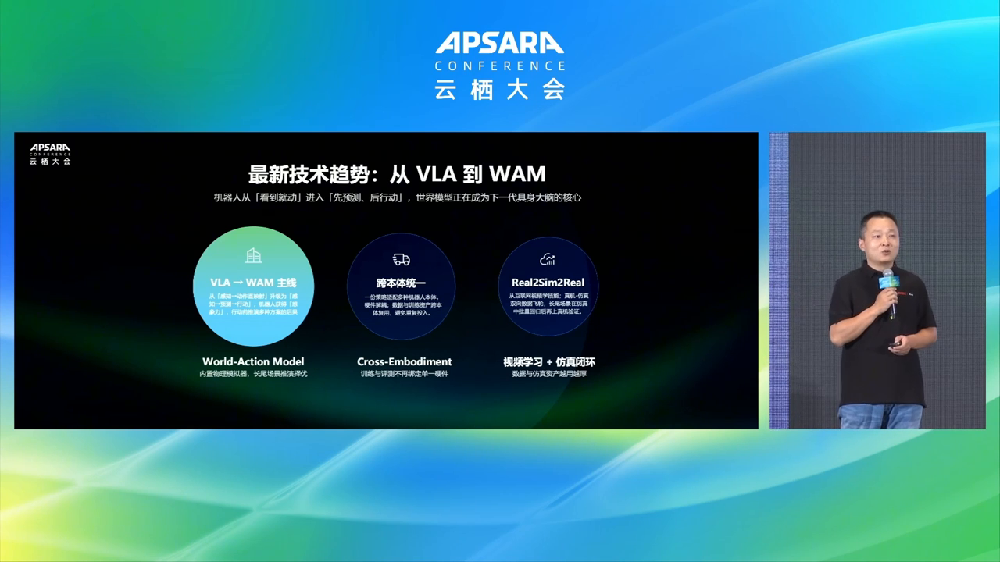 APSARA
CONFERENCE
云栖大会
APSARA
CONFERENCE
云栖大会
最新技术趋势：从 VLA 到 WAM
机器人从「看到就动」进入「先预测、后行动」，世界模型正在成为下一代具身大脑的核心
VLA → WAM 主线
从「感知—动作直映射」升级为「感
知—预测—行动」，机器人获得「想
象力」，行动前推演多种方案的后果
World-Action Model
内置物理模拟器，长尾场景推演择优
跨本体统一
一份策略适配多种机器人本体，
硬件解耦；数据与训练资产跨本
体复用，避免重复投入。
Cross-Embodiment
训练与评测不再绑定单一硬件
Real2Sim2Real
从互联网视频学技能；真机-仿真
双向数据飞轮，长尾场景在仿真
中批量回归后再上真机验证。
视频学习 + 仿真闭环
数据与仿真资产越用越厚